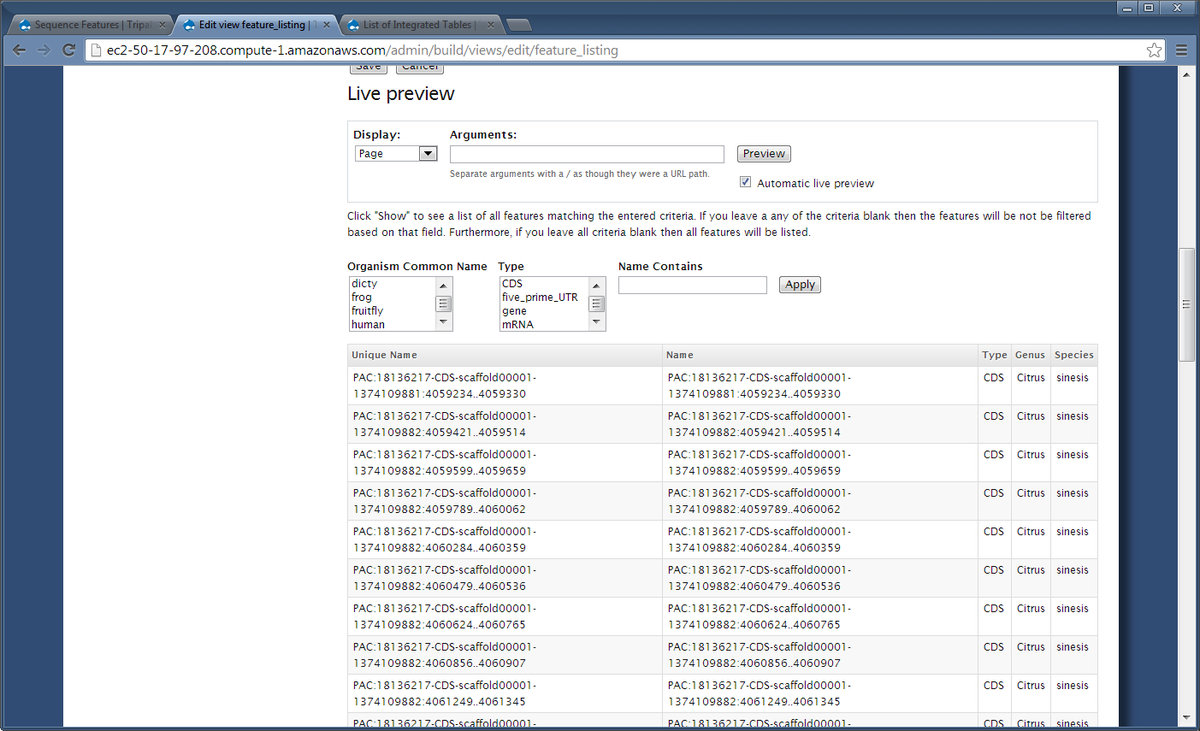 Sequence Features | Tripal
Edit view feature_listing |
List of Integrated Tables |
ec2-50-17-97-208.compute-1.amazonaws.com/admin/build/views/edit/feature_listing
Save Cancel
Live preview
Display: Arguments:
Page Preview
Separate arguments with a / as though they were a URL path.
Automatic live preview
Click "Show" to see a list of all features matching the entered criteria. If you leave a any of the criteria blank then the features will be not be filtered
based on that field. Furthermore, if you leave all criteria blank then all features will be listed.
Organism Common Name Type Name Contains
dicty CDS
frog five_prime_UTR Apply
fruitfly gene
human mRNA
Unique Name Name Type Genus Species
PAC:18136217-CDS-scaffold00001- PAC:18136217-CDS-scaffold00001- CDS Citrus sinesis
1374109881:4059234..4059330 1374109881:4059234..4059330
PAC:18136217-CDS-scaffold00001- PAC:18136217-CDS-scaffold00001- CDS Citrus sinesis
1374109882:4059421..4059514 1374109882:4059421..4059514
PAC:18136217-CDS-scaffold00001- PAC:18136217-CDS-scaffold00001- CDS Citrus sinesis
1374109882:4059599..4059659 1374109882:4059599..4059659
PAC:18136217-CDS-scaffold00001- PAC:18136217-CDS-scaffold00001- CDS Citrus sinesis
1374109882:4059789..4060062 1374109882:4059789..4060062
PAC:18136217-CDS-scaffold00001- PAC:18136217-CDS-scaffold00001- CDS Citrus sinesis
1374109882:4060284..4060359 1374109882:4060284..4060359
PAC:18136217-CDS-scaffold00001- PAC:18136217-CDS-scaffold00001- CDS Citrus sinesis
1374109882:4060479..4060536 1374109882:4060479..4060536
PAC:18136217-CDS-scaffold00001- PAC:18136217-CDS-scaffold00001- CDS Citrus sinesis
1374109882:4060624..4060765 1374109882:4060624..4060765
PAC:18136217-CDS-scaffold00001- PAC:18136217-CDS-scaffold00001- CDS Citrus sinesis
1374109882:4060856..4060907 1374109882:4060856..4060907
PAC:18136217-CDS-scaffold00001- PAC:18136217-CDS-scaffold00001- CDS Citrus sinesis
1374109882:4061249..4061345 1374109882:4061249..4061345
PAC:18136217-CDS-scaffold00001- PAC:18136217-CDS-scaffold00001- CDS Citrus sinesis